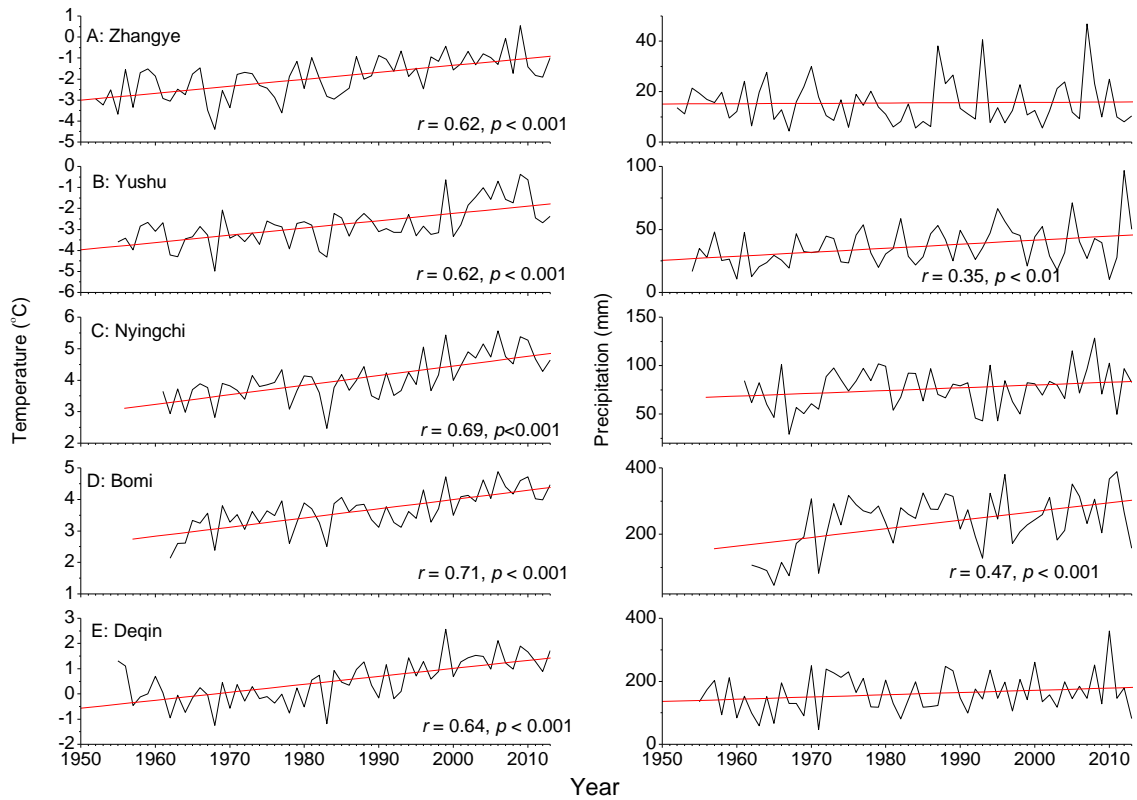 1
0
-1
-2
-3
-4
-5
A: Zhangye
r = 0.62, p < 0.001
40
20
0
0
-1
-2
-3
-4
-5
-6
B: Yushu
r = 0.62, p < 0.001
100
50
0
r = 0.35, p < 0.01
6
5
4
3
2
C: Nyingchi
r = 0.69, p<0.001
150
125
100
75
50
5
4
3
2
1
D: Bomi
r = 0.71, p < 0.001
400
200
r = 0.47, p < 0.001
3
2
1
0
-1
-2
E: Deqin
r = 0.64, p < 0.001
400
200
0
Temperature (°C)
Precipitation (mm)
1950 1960 1970 1980 1990 2000 2010
1950 1960 1970 1980 1990 2000 2010
Year